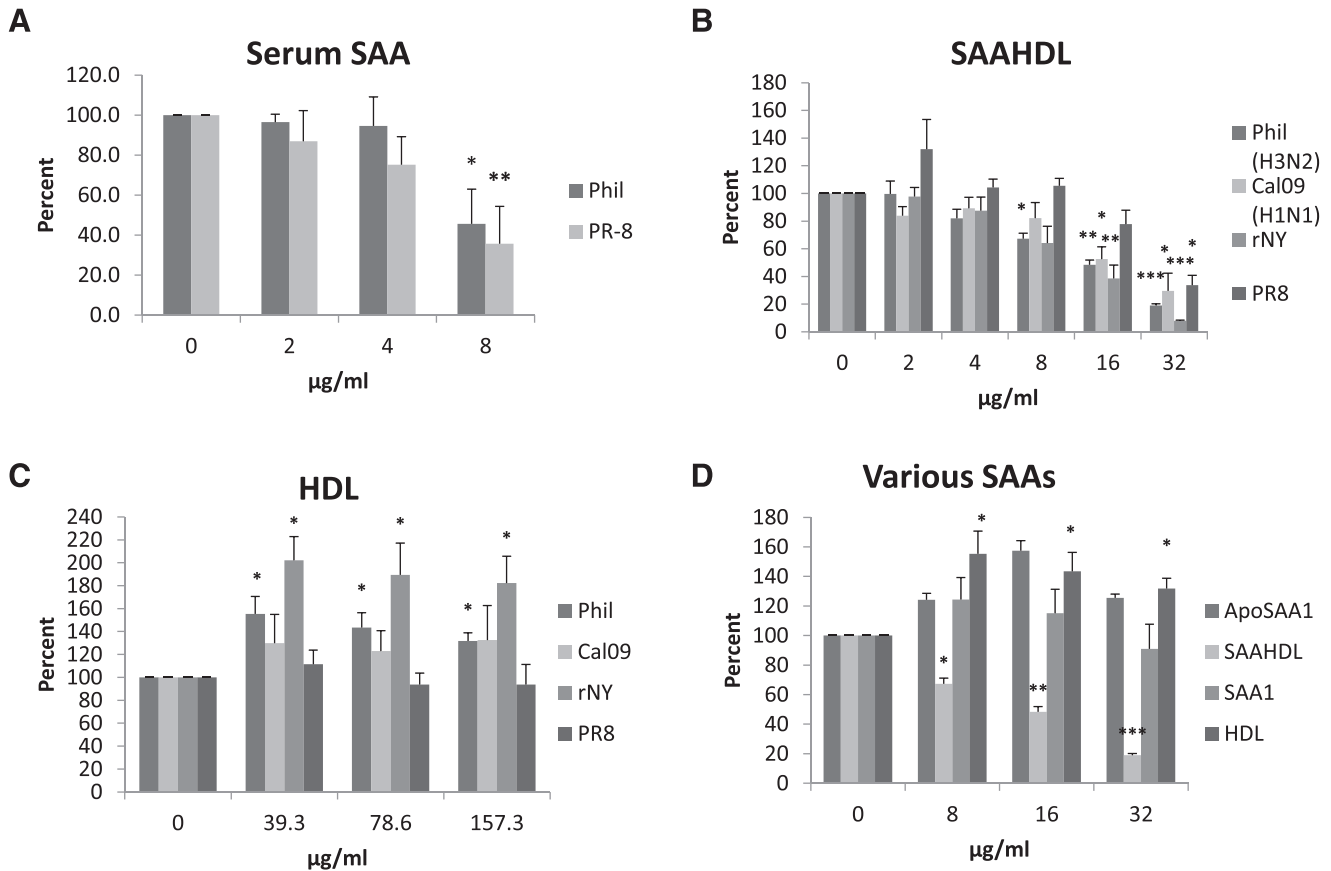 A
Serum SAA
120.0
100.0
80.0
60.0
40.0
20.0
0.0
Percent
*
**
0 2 4 8
µg/ml
Phil
PR-8
B
SAAHDL
180
160
140
120
100
80
60
40
20
0
Percent
*
**
*
**
***
*
***
*
0 2 4 8 16 32
µg/ml
Phil
(H3N2)
Cal09
(H1N1)
rNY
PR8
C
HDL
240
220
200
180
160
140
120
100
80
60
40
20
0
Percent
*
*
*
*
*
*
0 39.3 78.6 157.3
µg/ml
Phil
Cal09
rNY
PR8
D
Various SAAs
180
160
140
120
100
80
60
40
20
0
Percent
*
*
**
*
***
*
0 8 16 32
µg/ml
ApoSAA1
SAAHDL
SAA1
HDL